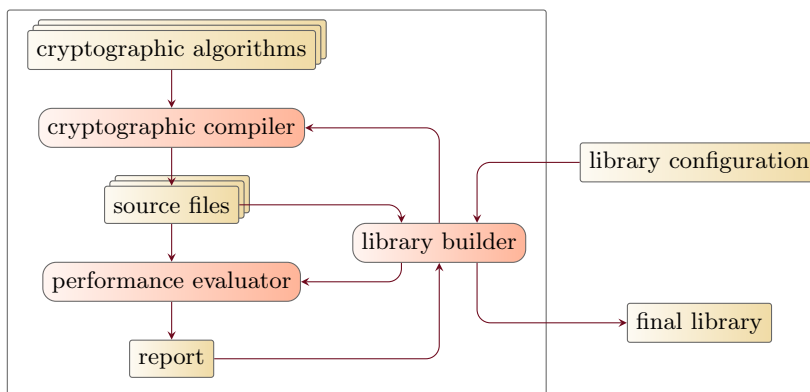 cryptographic algorithms
cryptographic compiler
library configuration
source files
library builder
performance evaluator
final library
report